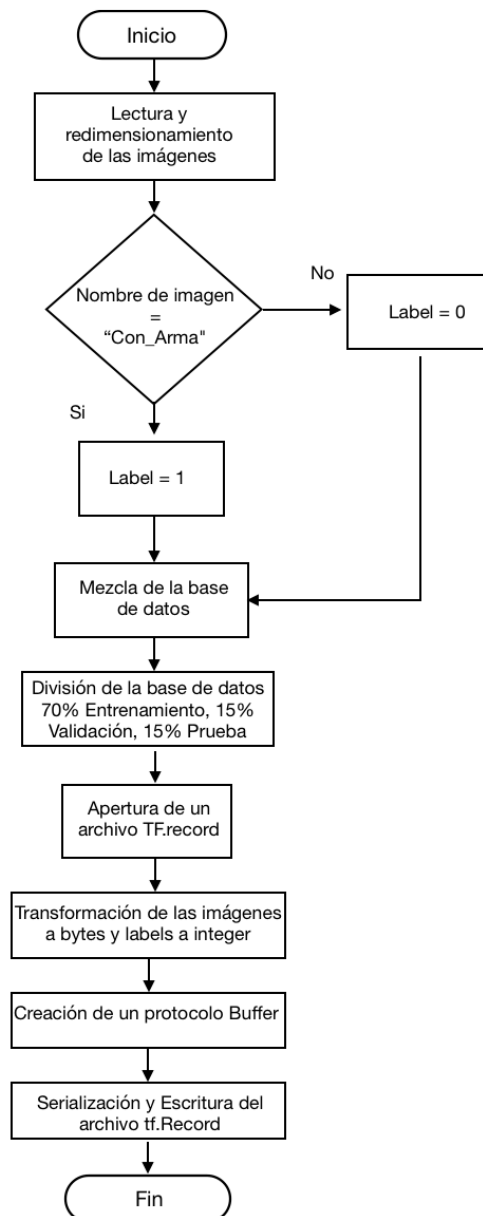 Inicio
Lectura y
redimensionamiento
de las imágenes
Nombre de imagen
=
“Con_Arma"
No
Label = 0
Si
Label = 1
Mezcla de la base
de datos
División de la base de datos
70% Entrenamiento, 15%
Validación, 15% Prueba
Apertura de un
archivo TF.record
Transformación de las imágenes
a bytes y labels a integer
Creación de un protocolo Buffer
Serialización y Escritura del
archivo tf.Record
Fin